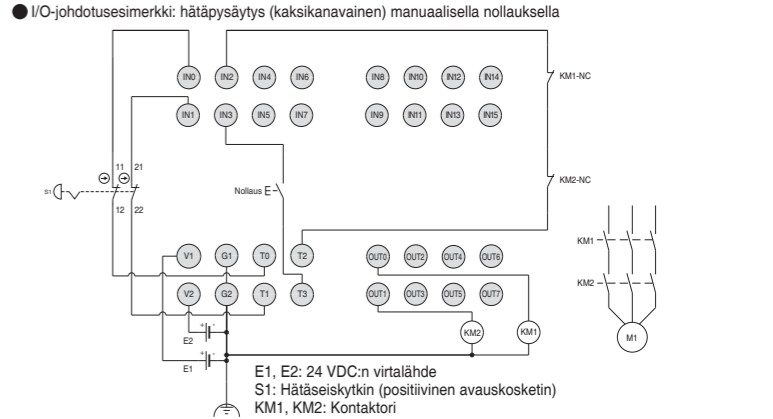 ● I/O-johdotusesimerkki: hätäpysäytys (kaksikanavainen) manuaalisella nollauksella
IN0 IN2 IN4 IN6 IN8 IN10 IN12 IN14
KM1-NC
IN1 IN3 IN5 IN7 IN9 IN11 IN13 IN15
11 21
S1
Nollaus
KM2-NC
12 22
KM1
V1 G1 T0 T2 OUT0 OUT2 OUT4 OUT6
KM2
V2 G2 T1 T3 OUT1 OUT3 OUT5 OUT7
+ -
E2
KM2 KM1
M1
+ -
E1
E1, E2: 24 VDC:n virtalähde
S1: Hätäseiskytkin (positiivinen avauskosketin)
KM1, KM2: Kontaktori